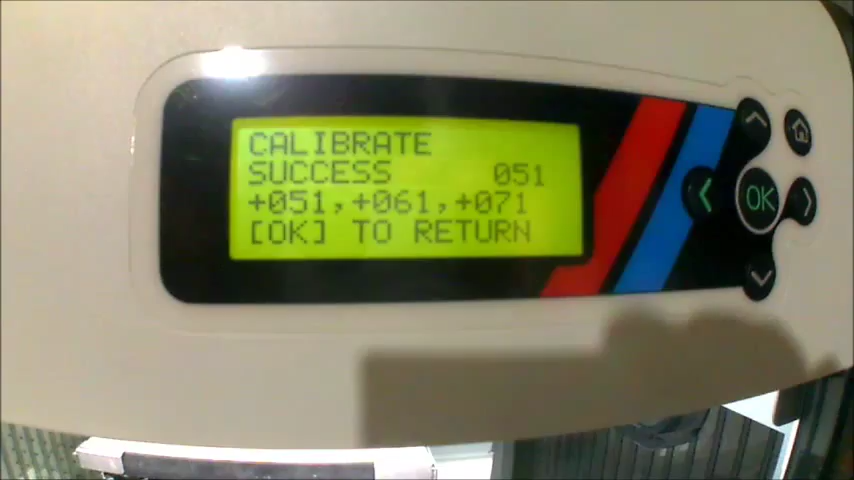 CALIBRATE
SUCCESS 051
+051,+061,+071
[OK] TO RETURN
OK